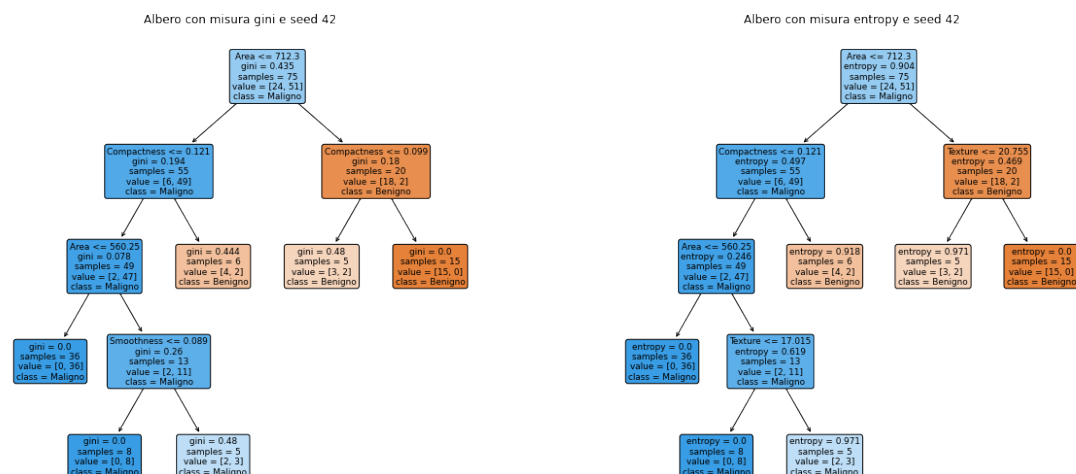 Albero con misura gini e seed 42
Area <= 712.3
gini = 0.435
samples = 75
value = [24, 51]
class = Maligno
Compactness <= 0.121
gini = 0.194
samples = 55
value = [6, 49]
class = Maligno
Compactness <= 0.099
gini = 0.18
samples = 20
value = [18, 2]
class = Benigno
Area <= 560.25
gini = 0.078
samples = 49
value = [2, 47]
class = Maligno
gini = 0.444
samples = 6
value = [4, 2]
class = Benigno
gini = 0.48
samples = 5
value = [3, 2]
class = Benigno
gini = 0.0
samples = 15
value = [15, 0]
class = Benigno
gini = 0.0
samples = 36
value = [0, 36]
class = Maligno
Smoothness <= 0.089
gini = 0.26
samples = 13
value = [2, 11]
class = Maligno
gini = 0.0
samples = 8
value = [0, 8]
class = Maligno
gini = 0.48
samples = 5
value = [2, 3]
class = Maligno
Albero con misura entropy e seed 42
Area <= 712.3
entropy = 0.904
samples = 75
value = [24, 51]
class = Maligno
Compactness <= 0.121
entropy = 0.497
samples = 55
value = [6, 49]
class = Maligno
Texture <= 20.755
entropy = 0.469
samples = 20
value = [18, 2]
class = Benigno
Area <= 560.25
entropy = 0.246
samples = 49
value = [2, 47]
class = Maligno
entropy = 0.918
samples = 6
value = [4, 2]
class = Benigno
entropy = 0.971
samples = 5
value = [3, 2]
class = Benigno
entropy = 0.0
samples = 15
value = [15, 0]
class = Benigno
entropy = 0.0
samples = 36
value = [0, 36]
class = Maligno
Texture <= 17.015
entropy = 0.619
samples = 13
value = [2, 11]
class = Maligno
entropy = 0.0
samples = 8
value = [0, 8]
class = Maligno
entropy = 0.971
samples = 5
value = [2, 3]
class = Maligno